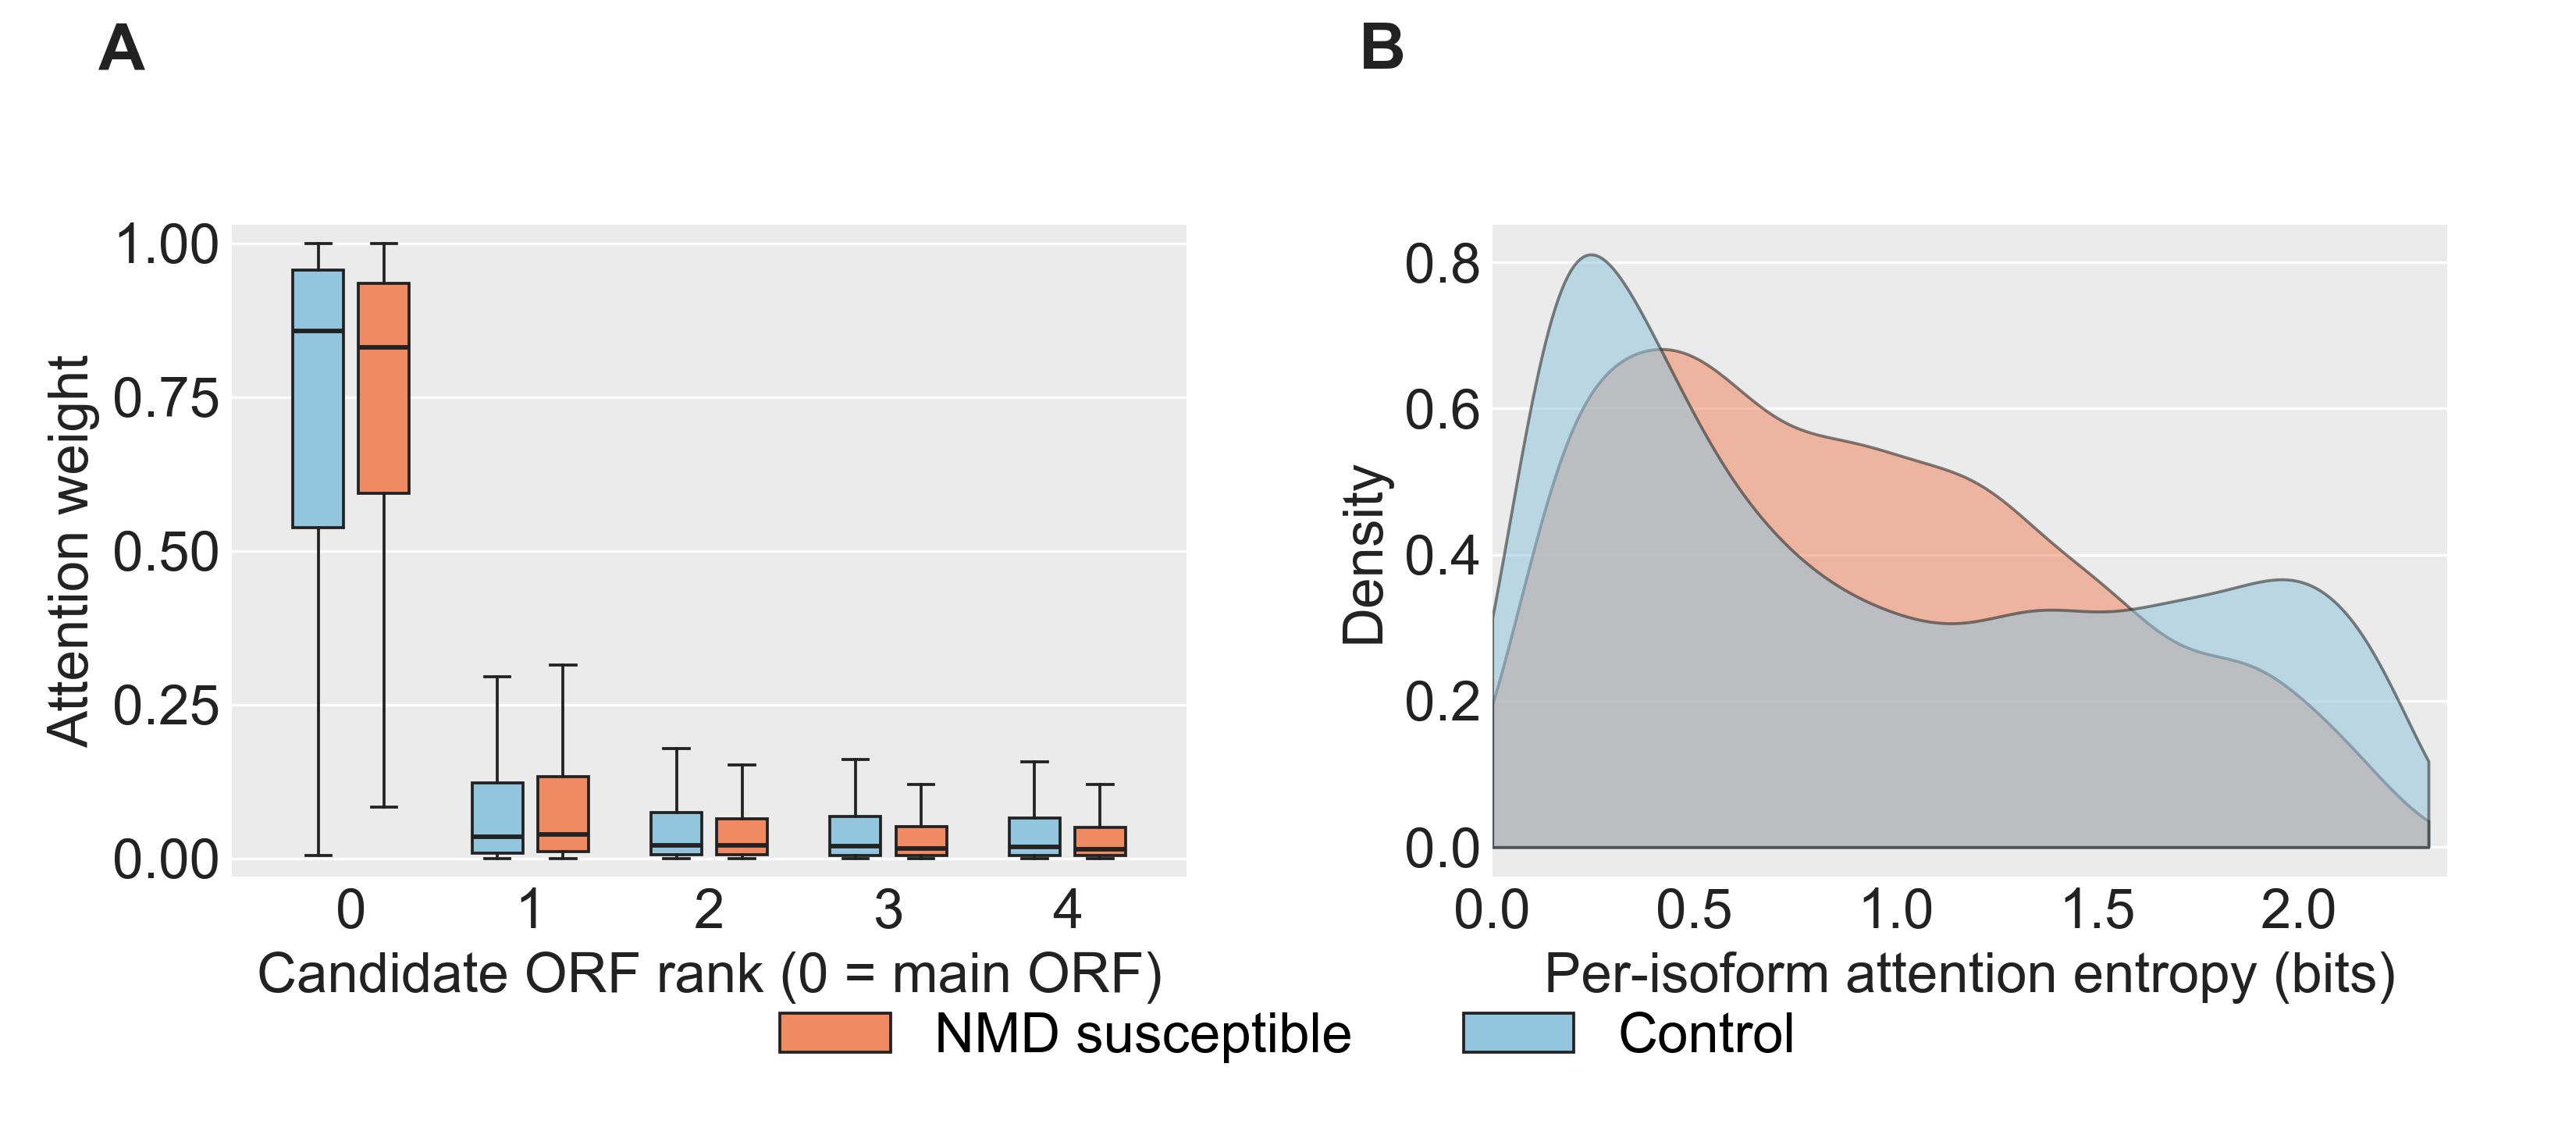 A
B
1.00
0.75
0.50
0.25
0.00
Attention weight
0 1 2 3 4
Candidate ORF rank (0 = main ORF)
0.8
0.6
0.4
0.2
0.0
Density
0.0 0.5 1.0 1.5 2.0
Per-isoform attention entropy (bits)
NMD susceptible
Control